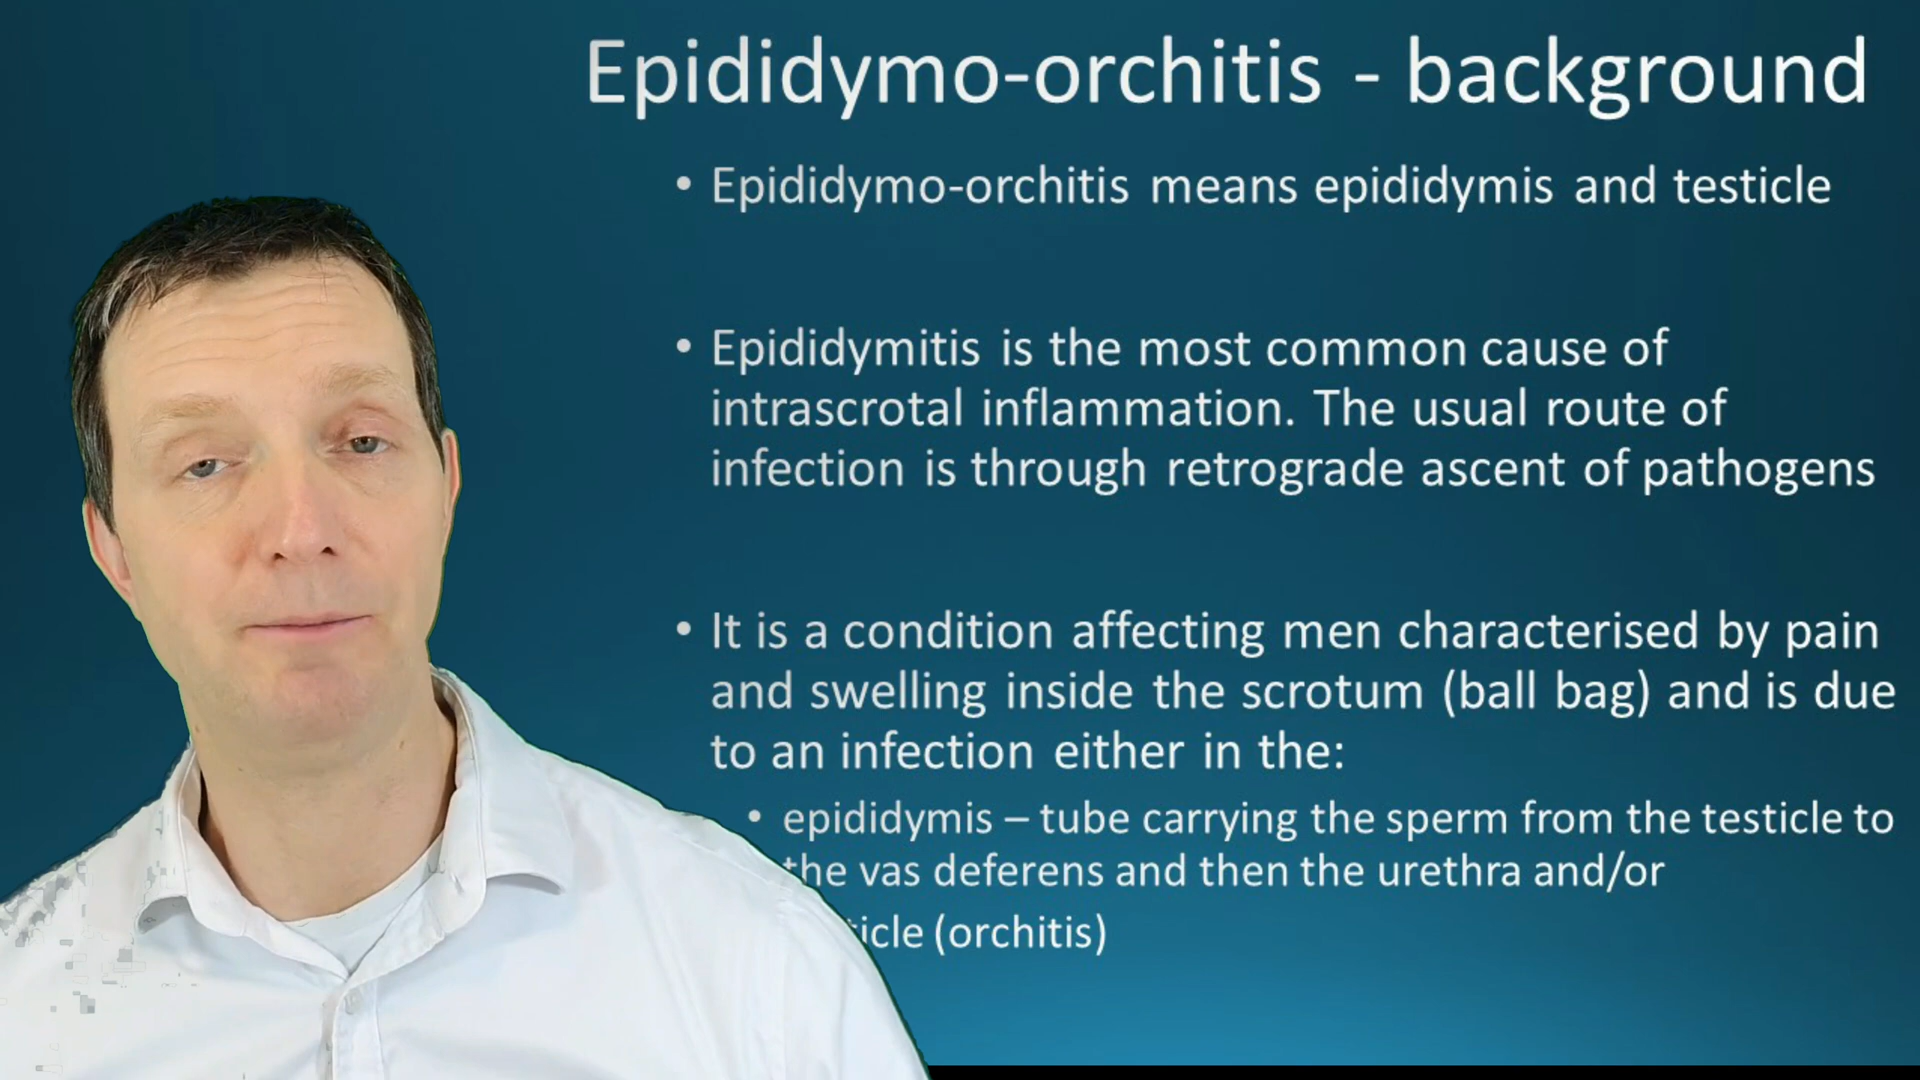 Epididymo-orchitis - background
• Epididymo-orchitis means epididymis and testicle
• Epididymitis is the most common cause of
intrascrotal inflammation. The usual route of
infection is through retrograde ascent of pathogens
• It is a condition affecting men characterised by pain
and swelling inside the scrotum (ball bag) and is due
to an infection either in the:
• epididymis – tube carrying the sperm from the testicle to
the vas deferens and then the urethra and/or
(orchitis)